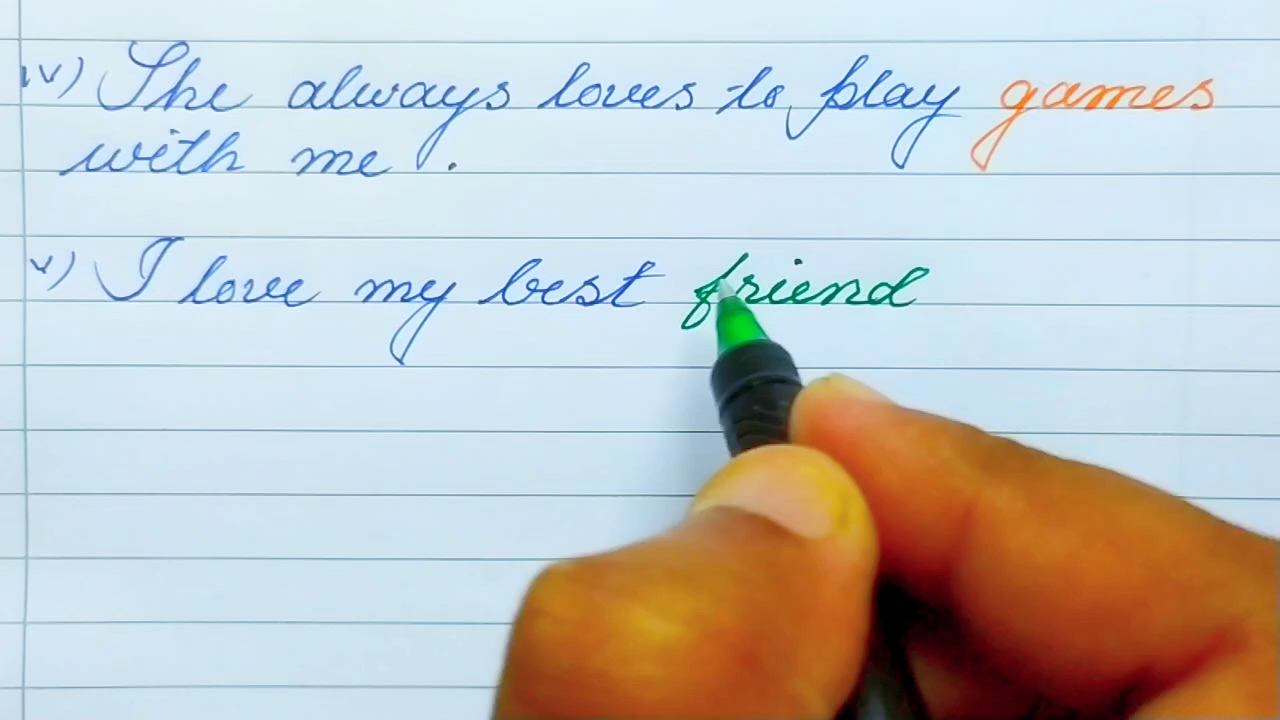 iv) She always loves to play games
with me .
v) I love my best friend